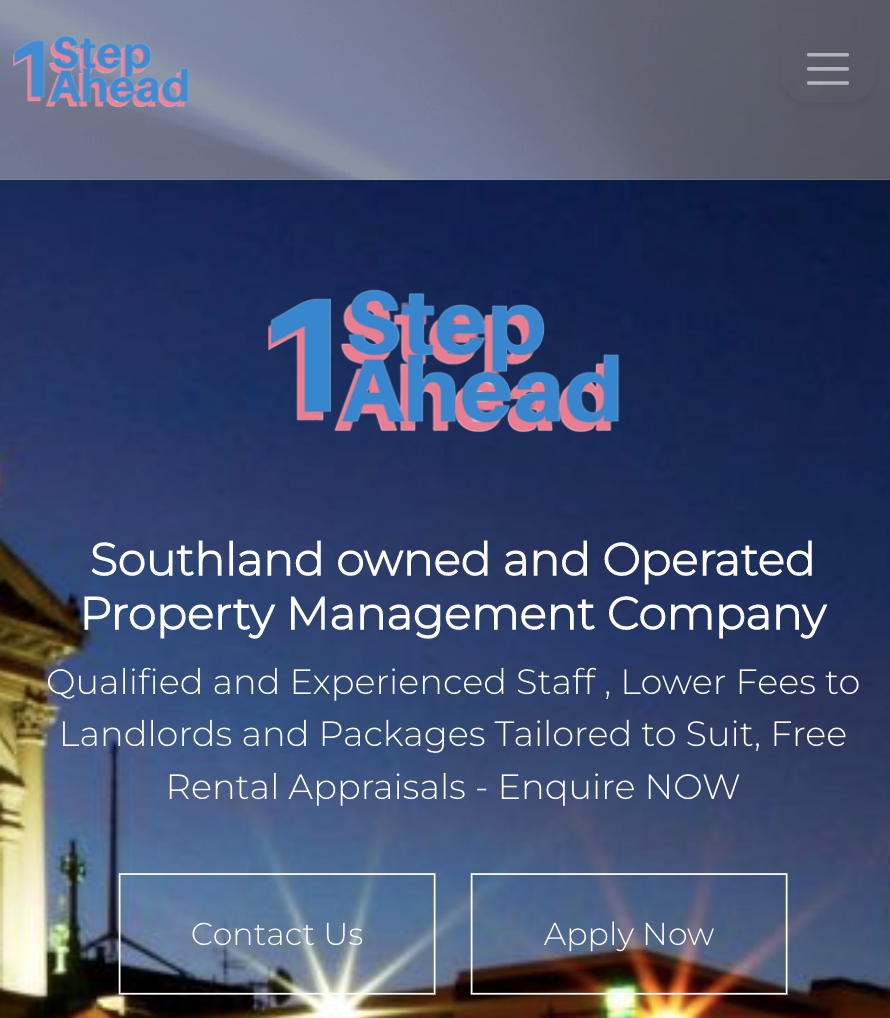 1 Step
Ahead
1 Step
Ahead
Southland owned and Operated
Property Management Company
Qualified and Experienced Staff , Lower Fees to
Landlords and Packages Tailored to Suit, Free
Rental Appraisals - Enquire NOW
Contact Us
Apply Now